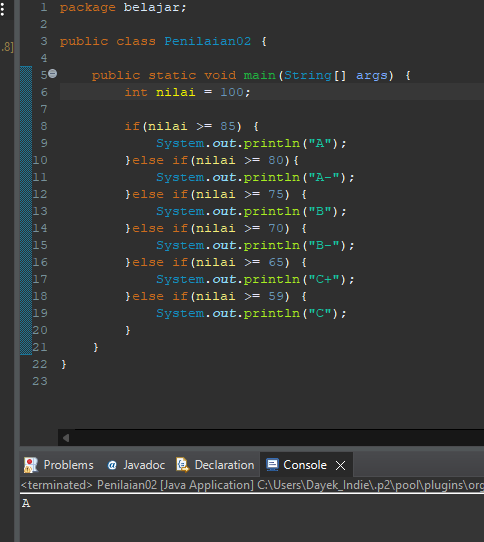 1 package belajar;
2
3 public class Penilaian02 {
.8]
4
5 public static void main(String[] args) {
6 int nilai = 100;
7
8 if(nilai >= 85) {
9 System.out.println("A");
10 }else if(nilai >= 80){
11 System.out.println("A-");
12 }else if(nilai >= 75) {
13 System.out.println("B");
14 }else if(nilai >= 70) {
15 System.out.println("B-");
16 }else if(nilai >= 65) {
17 System.out.println("C+");
18 }else if(nilai >= 59) {
19 System.out.println("C");
20 }
21 }
22 }
23
Problems @ Javadoc Declaration Console
<terminated> Penilaian02 [Java Application] C:\Users\Dayek_Indie\.p2\pool\plugins\org
A